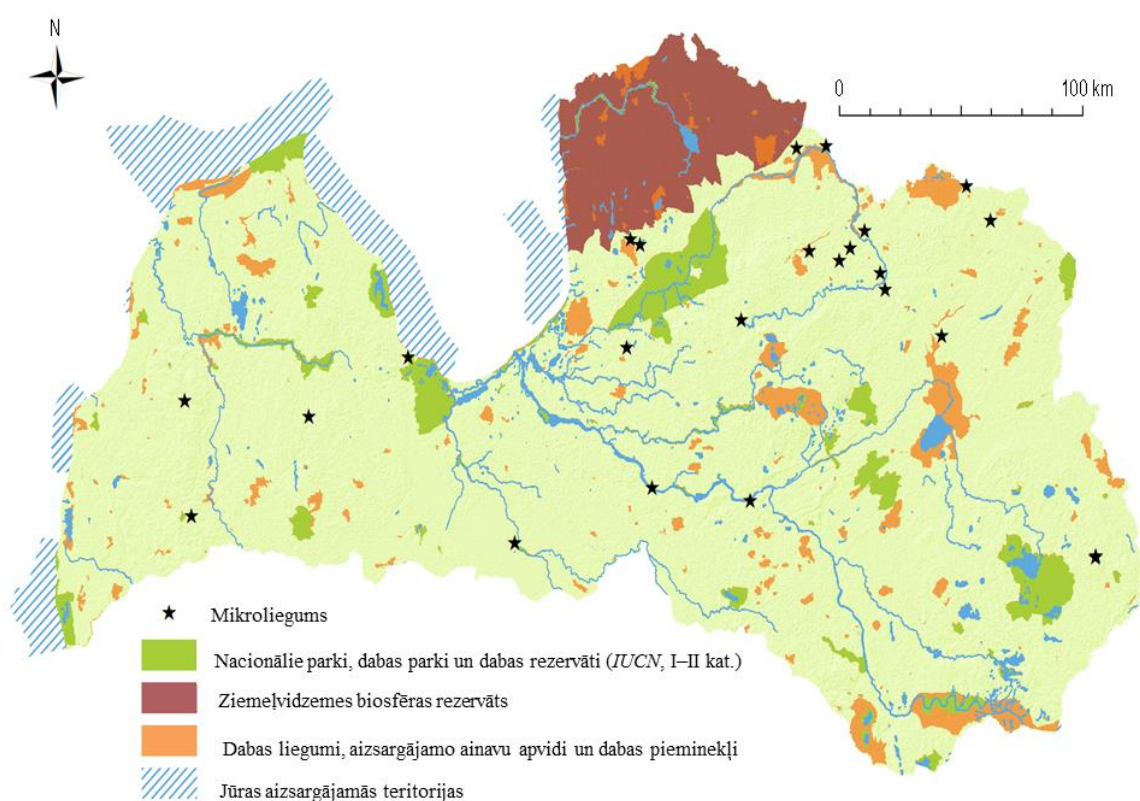 N
0 100 km
Mikroliegums
Nacionālie parki, dabas parki un dabas rezervāti (IUCN, I–II kat.)
Ziemeļvidzemes biosfēras rezervāts
Dabas liegumi, aizsargājamo ainavu apvidi un dabas pieminekļi
Jūras aizsargājamās teritorijas